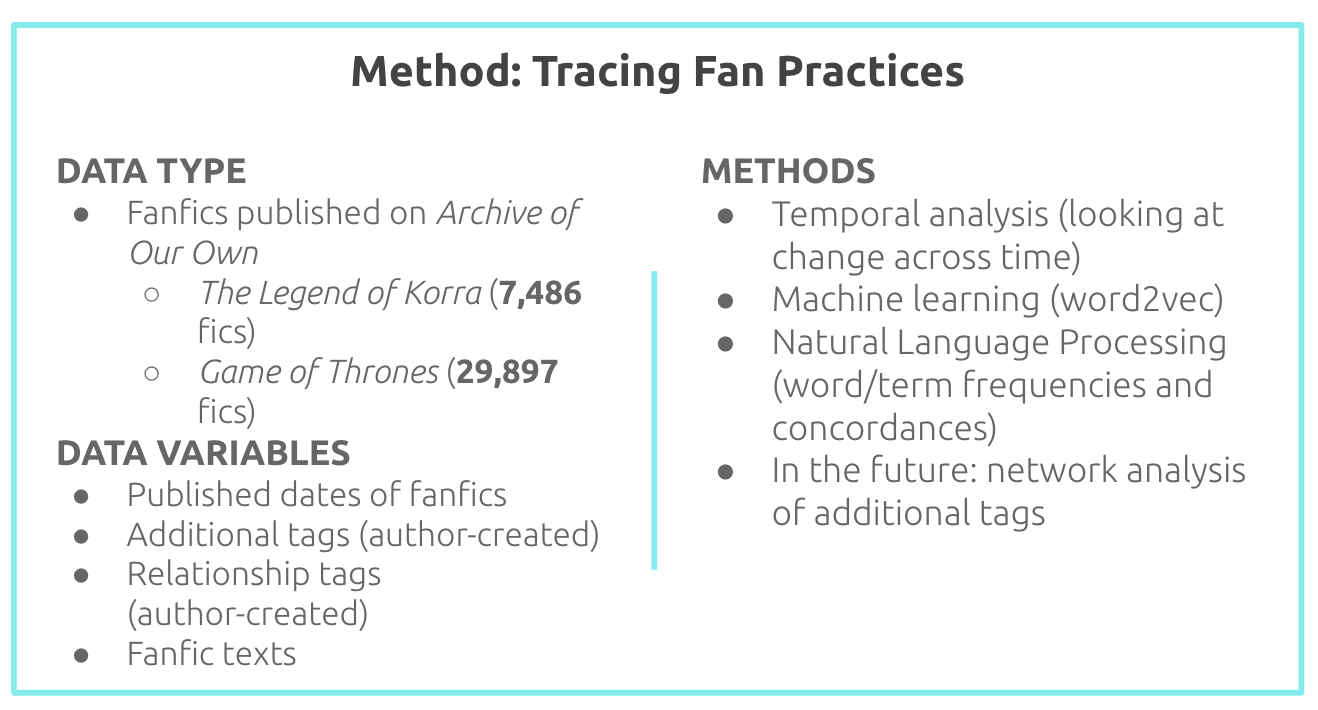 Method: Tracing Fan Practices
DATA TYPE
● Fanfics published on Archive of
Our Own
○ The Legend of Korra (7,486
fics)
○ Game of Thrones (29,897
fics)
DATA VARIABLES
● Published dates of fanfics
● Additional tags (author-created)
● Relationship tags
(author-created)
● Fanfic texts
METHODS
● Temporal analysis (looking at
change across time)
● Machine learning (word2vec)
● Natural Language Processing
(word/term frequencies and
concordances)
● In the future: network analysis
of additional tags